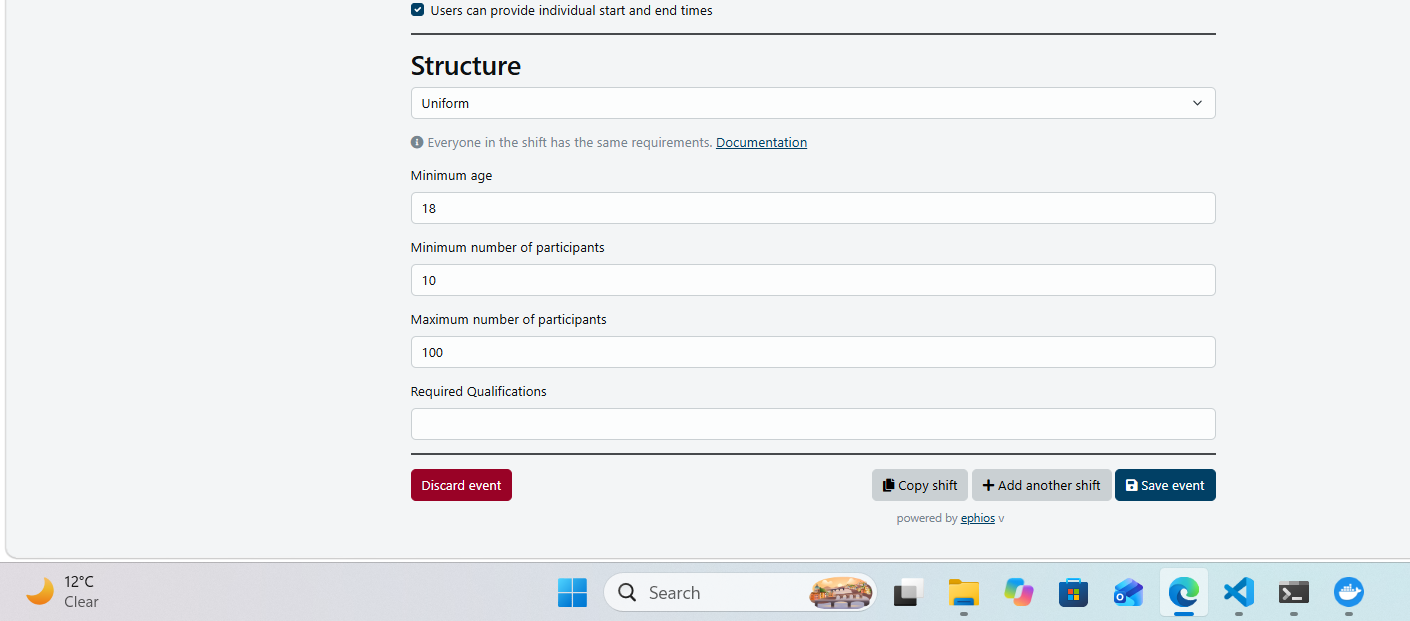 Users can provide individual start and end times
Structure
Uniform
Everyone in the shift has the same requirements. Documentation
Minimum age
18
Minimum number of participants
10
Maximum number of participants
100
Required Qualifications
Discard event Copy shift Add another shift Save event
powered by ephios v
12°C
Clear
Search